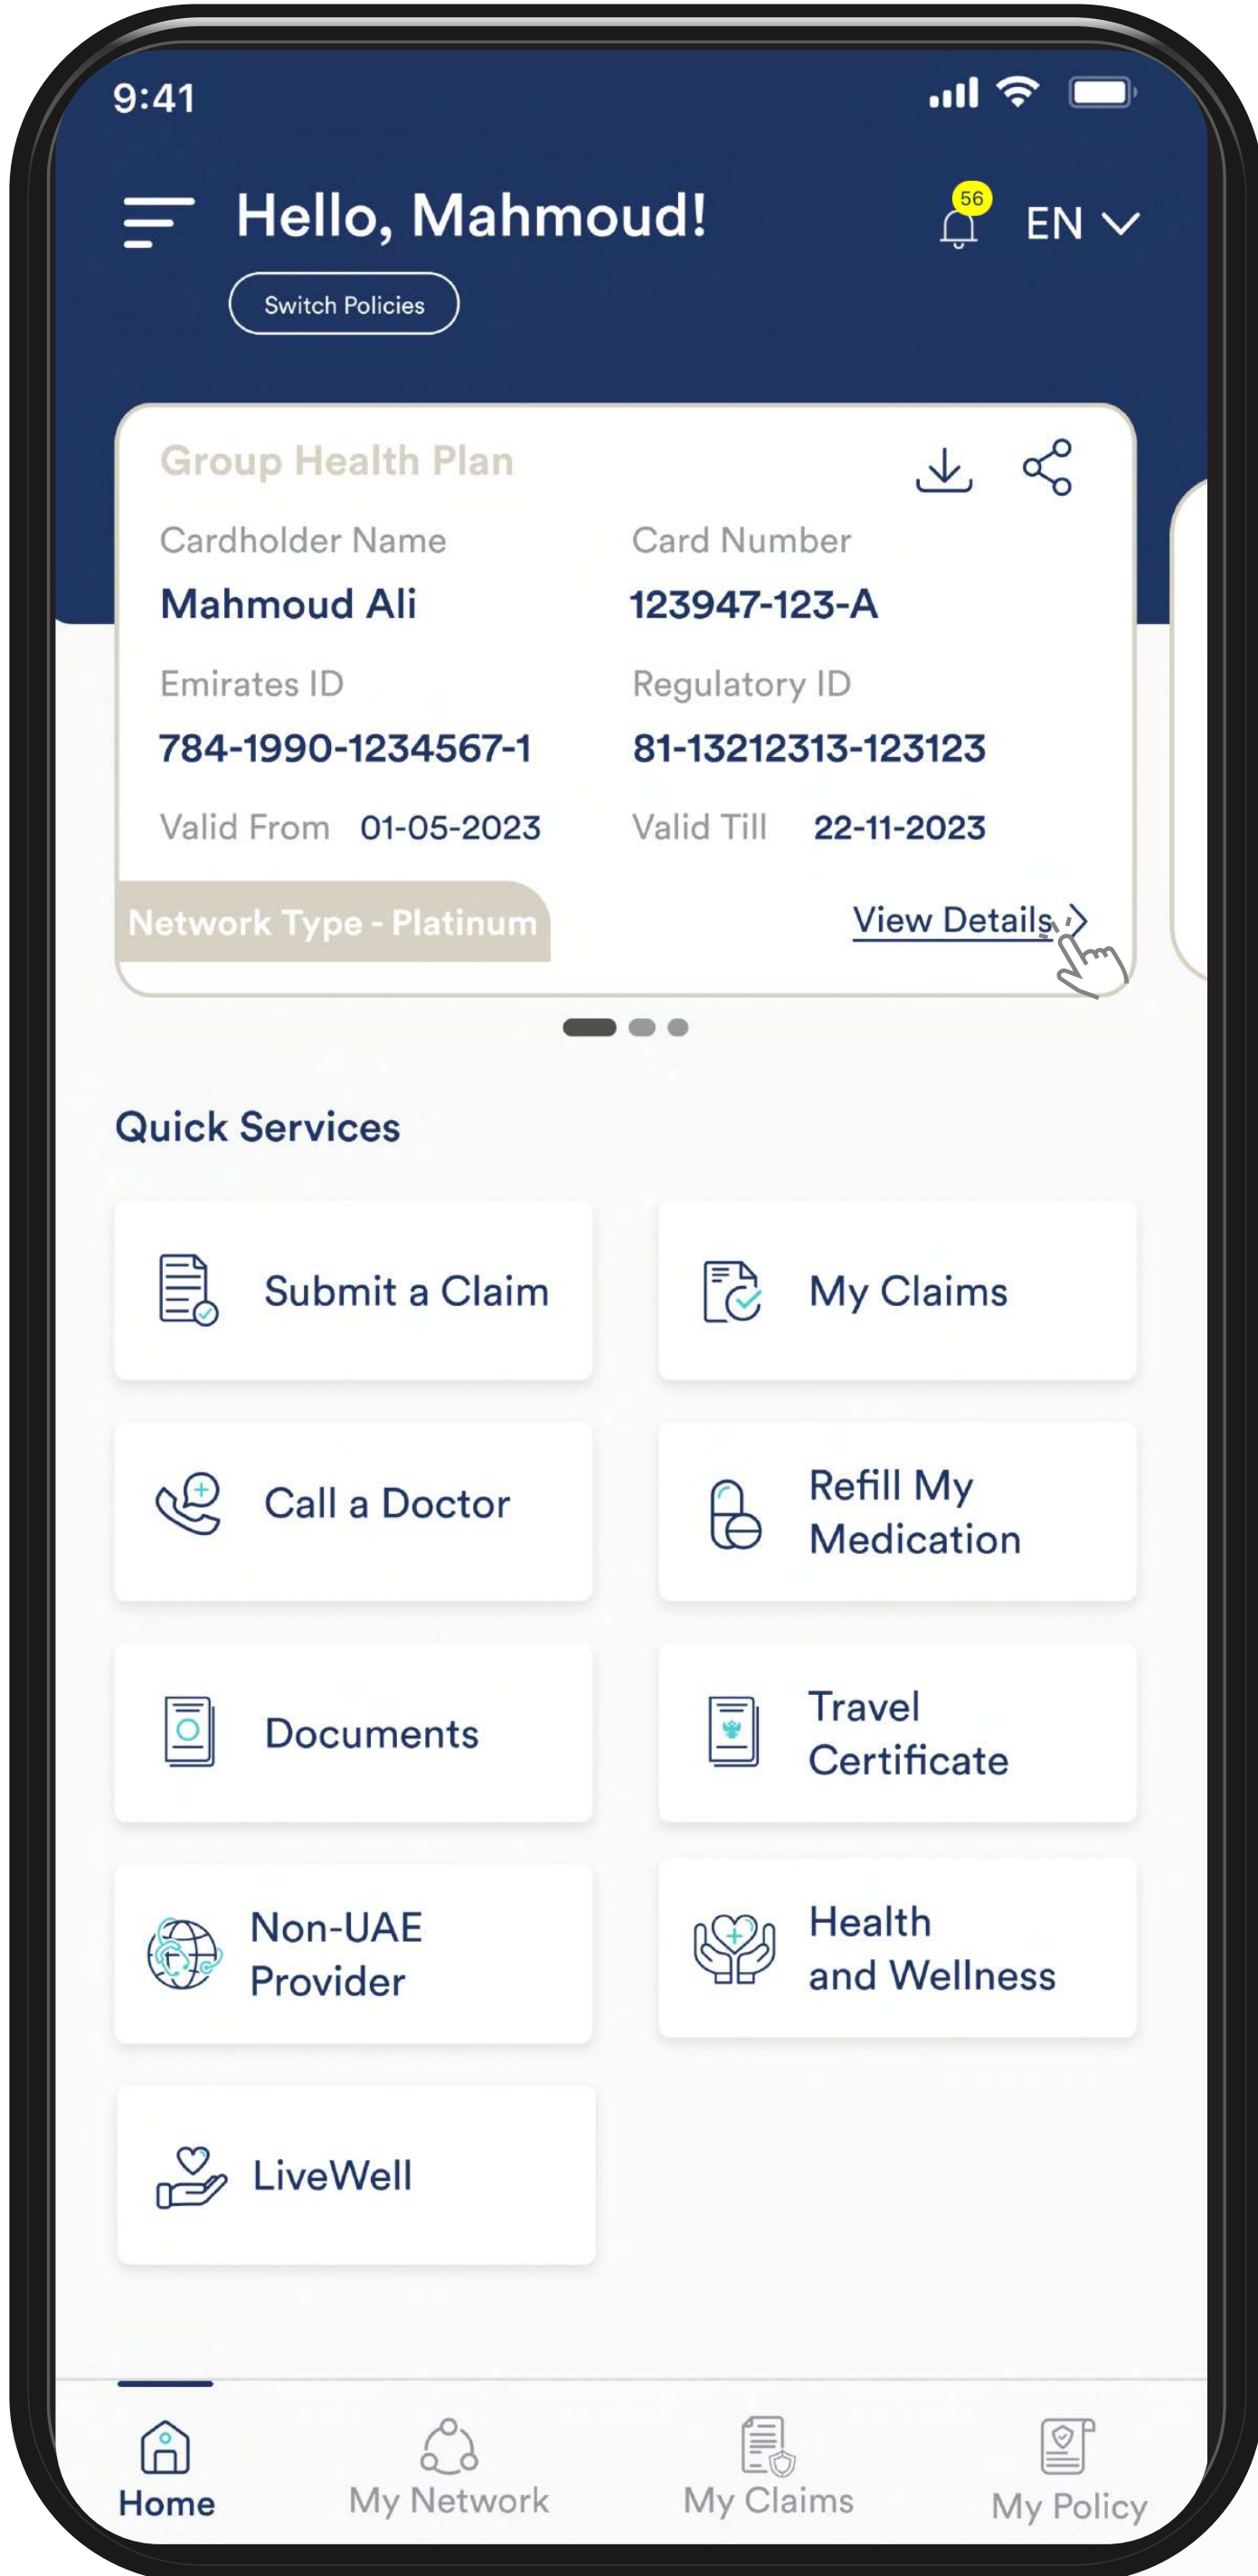 9:41
Hello, Mahmoud!
56
EN
Switch Policies
Group Health Plan
Cardholder Name
Card Number
Mahmoud Ali
123947-123-A
Emirates ID
Regulatory ID
784-1990-1234567-1
81-13212313-123123
Valid From 01-05-2023
Valid Till 22-11-2023
Network Type - Platinum
View Details
Quick Services
Submit a Claim
My Claims
Call a Doctor
Refill My
Medication
Documents
Travel
Certificate
Non-UAE
Provider
Health
and Wellness
LiveWell
Home
My Network
My Claims
My Policy